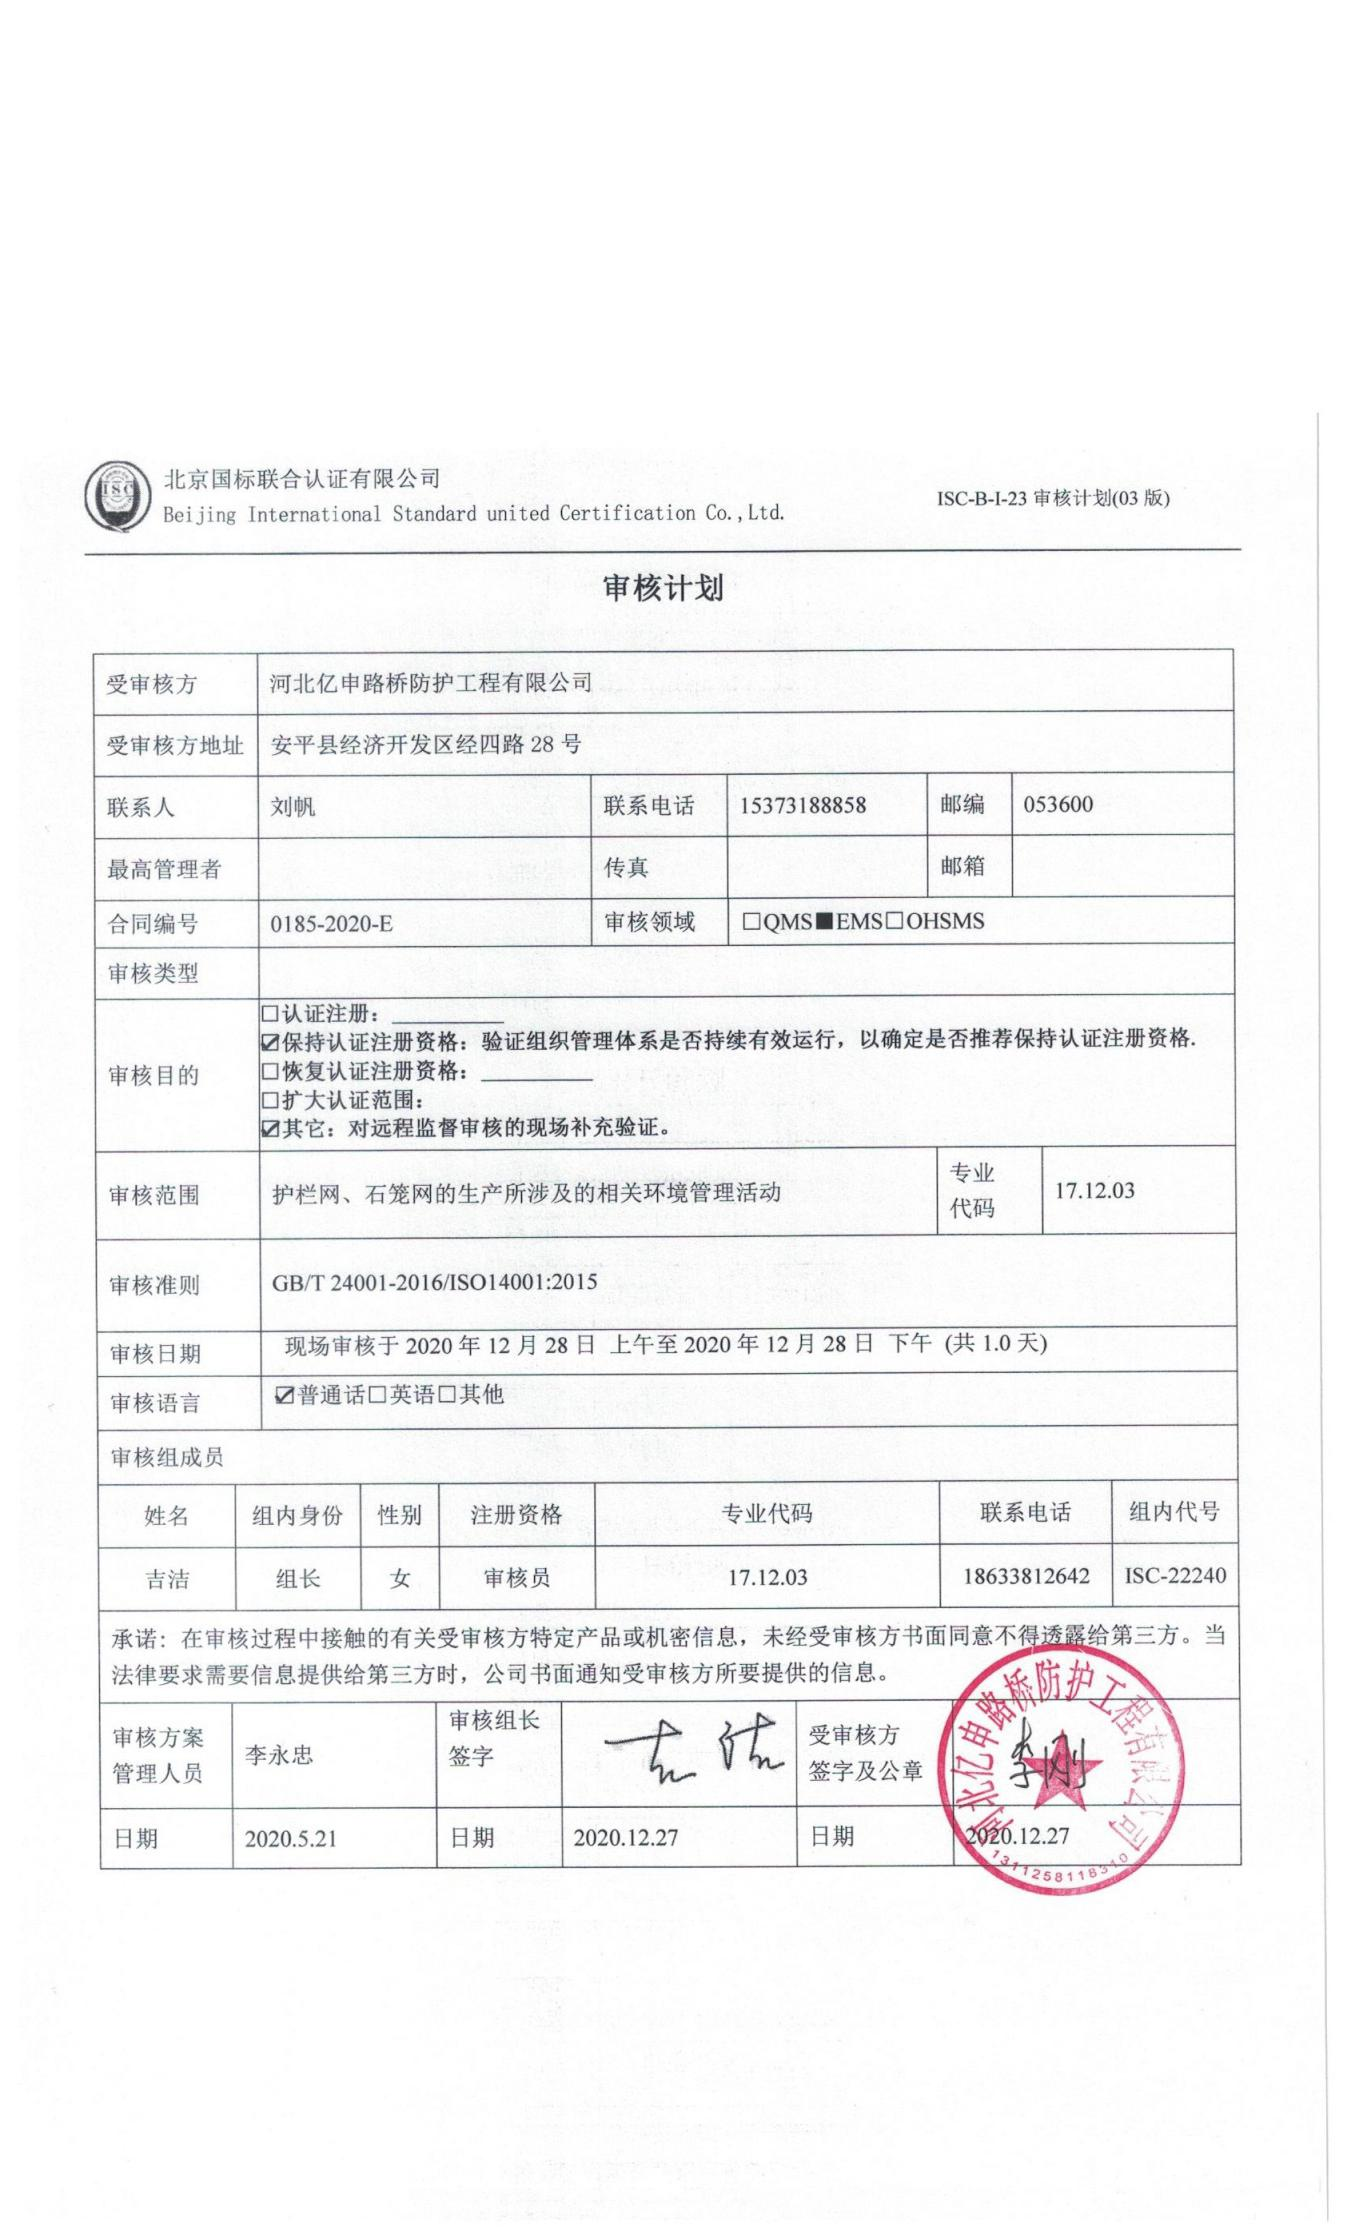 ISC
北京国标联合认证有限公司
Beijing International Standard united Certification Co.,Ltd.
ISC-B-I-23 审核计划(03 版)
审核计划
受审核方 河北亿申路桥防护工程有限公司
受审核方地址 安平县经济开发区经四路 28 号
联系人 刘帆 联系电话 15373188858 邮编 053600
最高管理者 传真 邮箱
合同编号 0185-2020-E 审核领域 □QMS■EMS□OHSMS
审核类型
审核目的
□认证注册：
☑保持认证注册资格：验证组织管理体系是否持续有效运行，以确定是否推荐保持认证注册资格.
□恢复认证注册资格：
□扩大认证范围：
☑其它：对远程监督审核的现场补充验证。
审核范围 护栏网、石笼网的生产所涉及的相关环境管理活动 专业代码 17.12.03
审核准则 GB/T 24001-2016/ISO14001:2015
审核日期 现场审核于 2020 年 12 月 28 日 上午至 2020 年 12 月 28 日 下午 (共 1.0 天)
审核语言 ☑普通话□英语□其他
审核组成员
姓名 组内身份 性别 注册资格 专业代码 联系电话 组内代号
吉洁 组长 女 审核员 17.12.03 18633812642 ISC-22240
承诺：在审核过程中接触的有关受审核方特定产品或机密信息，未经受审核方书面同意不得透露给第三方。当
法律要求需要信息提供给第三方时，公司书面通知受审核方所要提供的信息。
审核方案管理人员 李永忠 审核组长签字 吉洁 受审核方签字及公章 李刚
日期 2020.5.21 日期 2020.12.27 日期 2020.12.27
河北亿申路桥防护工程有限公司
1311258118310